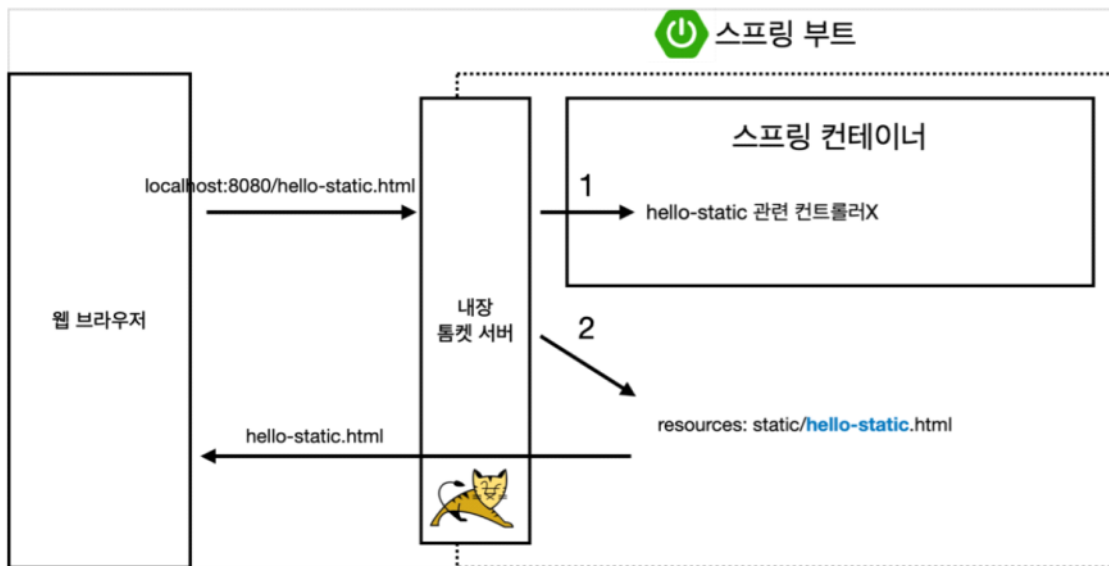 스프링 부트
스프링 컨테이너
localhost:8080/hello-static.html
1
hello-static 관련 컨트롤러X
웹 브라우저
내장
톰켓 서버
2
resources: static/hello-static.html
hello-static.html